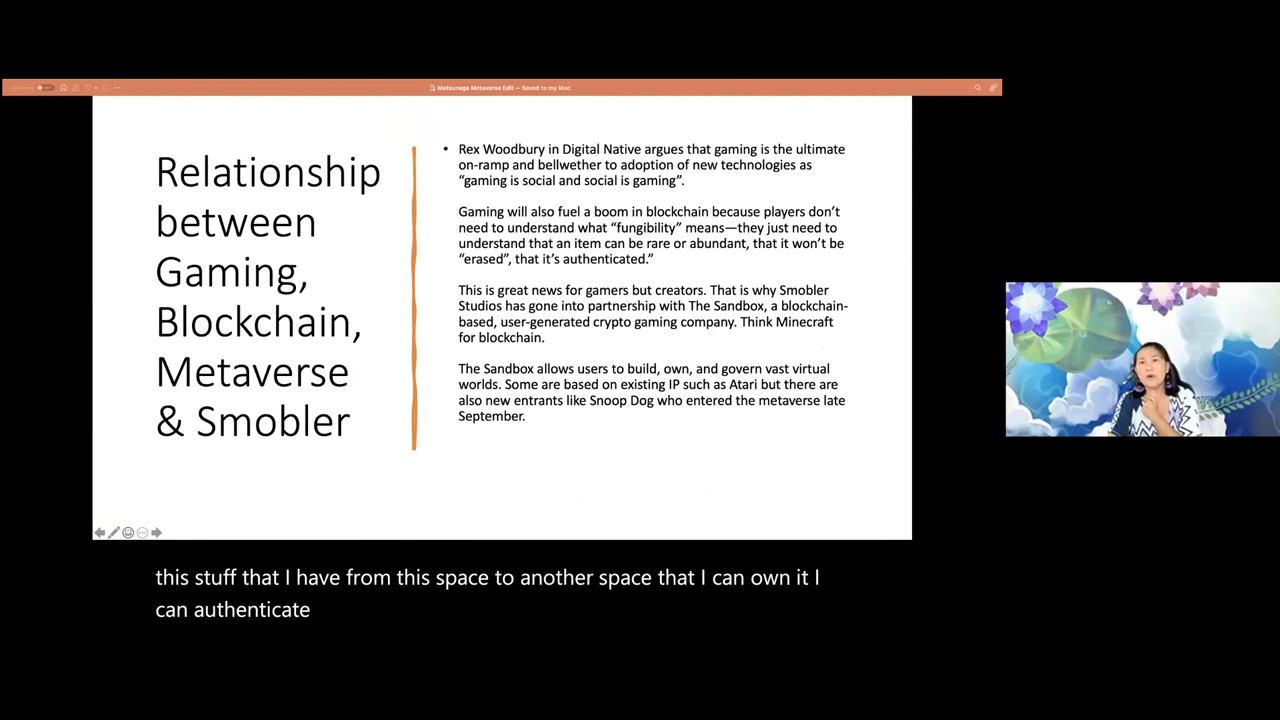 Matsunaga Metaverse Edit — Saved to my Mac
Relationship
between
Gaming,
Blockchain,
Metaverse
& Smobler
• Rex Woodbury in Digital Native argues that gaming is the ultimate
on-ramp and bellwether to adoption of new technologies as
“gaming is social and social is gaming”.
Gaming will also fuel a boom in blockchain because players don’t
need to understand what “fungibility” means—they just need to
understand that an item can be rare or abundant, that it won’t be
“erased”, that it’s authenticated.”
This is great news for gamers but creators. That is why Smobler
Studios has gone into partnership with The Sandbox, a blockchain-
based, user-generated crypto gaming company. Think Minecraft
for blockchain.
The Sandbox allows users to build, own, and govern vast virtual
worlds. Some are based on existing IP such as Atari but there are
also new entrants like Snoop Dog who entered the metaverse late
September.
this stuff that I have from this space to another space that I can own it I
can authenticate